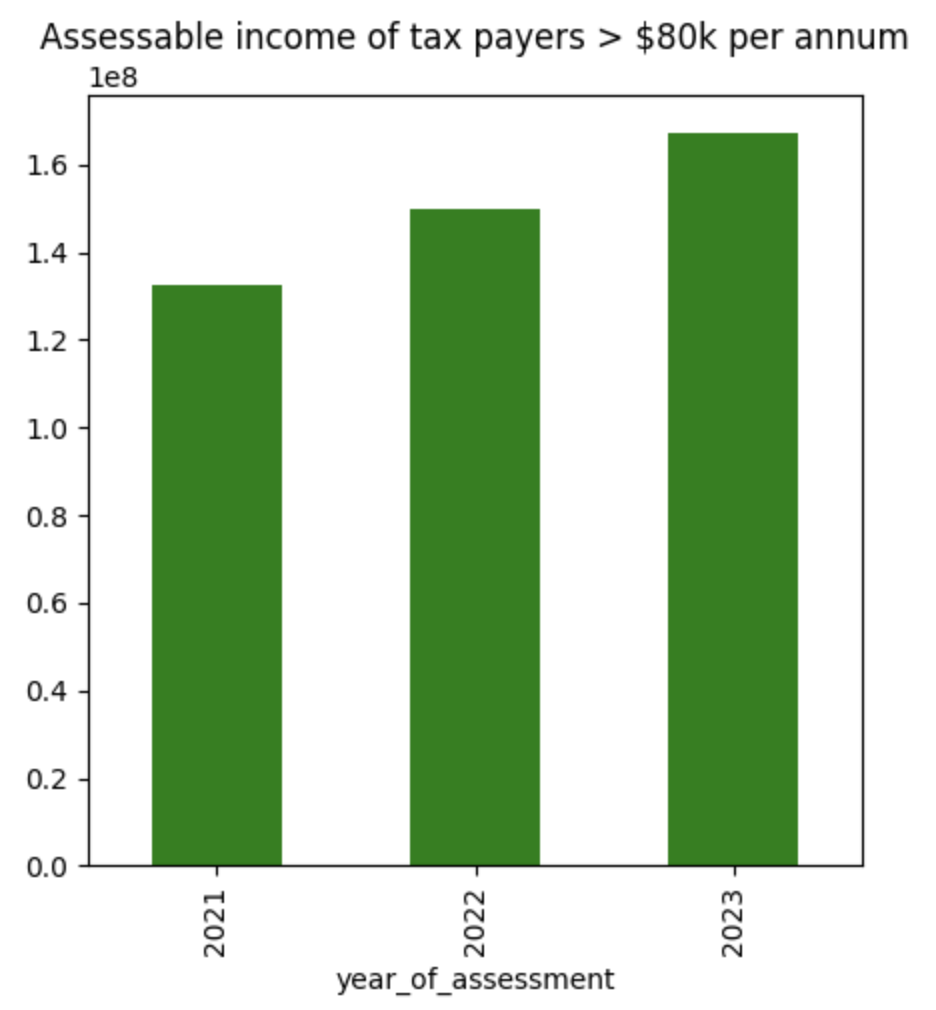 Assessable income of tax payers > $80k per annum
1e8
1.6
1.4
1.2
1.0
0.8
0.6
0.4
0.2
0.0
2021 2022 2023
year_of_assessment